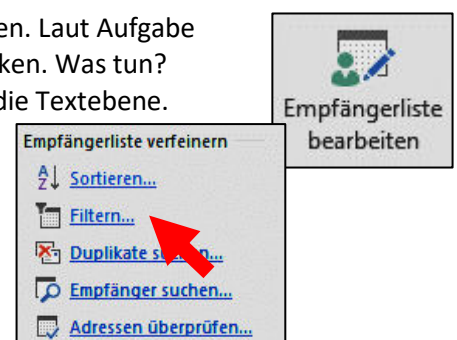 en. Laut Aufgabe
ken. Was tun?
die Textebene.
Empfängerliste
bearbeiten
Empfängerliste verfeinern
Sortieren...
Filtern...
Duplikate suchen...
Empfänger suchen...
Adressen überprüfen...